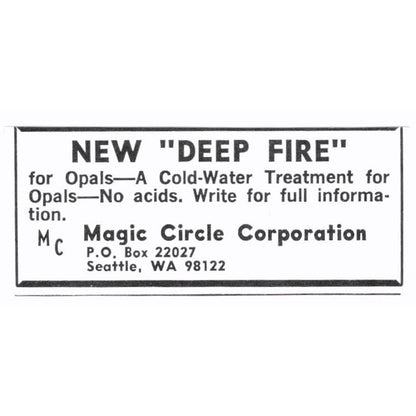 NEW "DEEP FIRE"
for Opals—A Cold-Water Treatment for
Opals—No acids. Write for full informa-
tion.
MC Magic Circle Corporation
P.O. Box 22027
Seattle, WA 98122